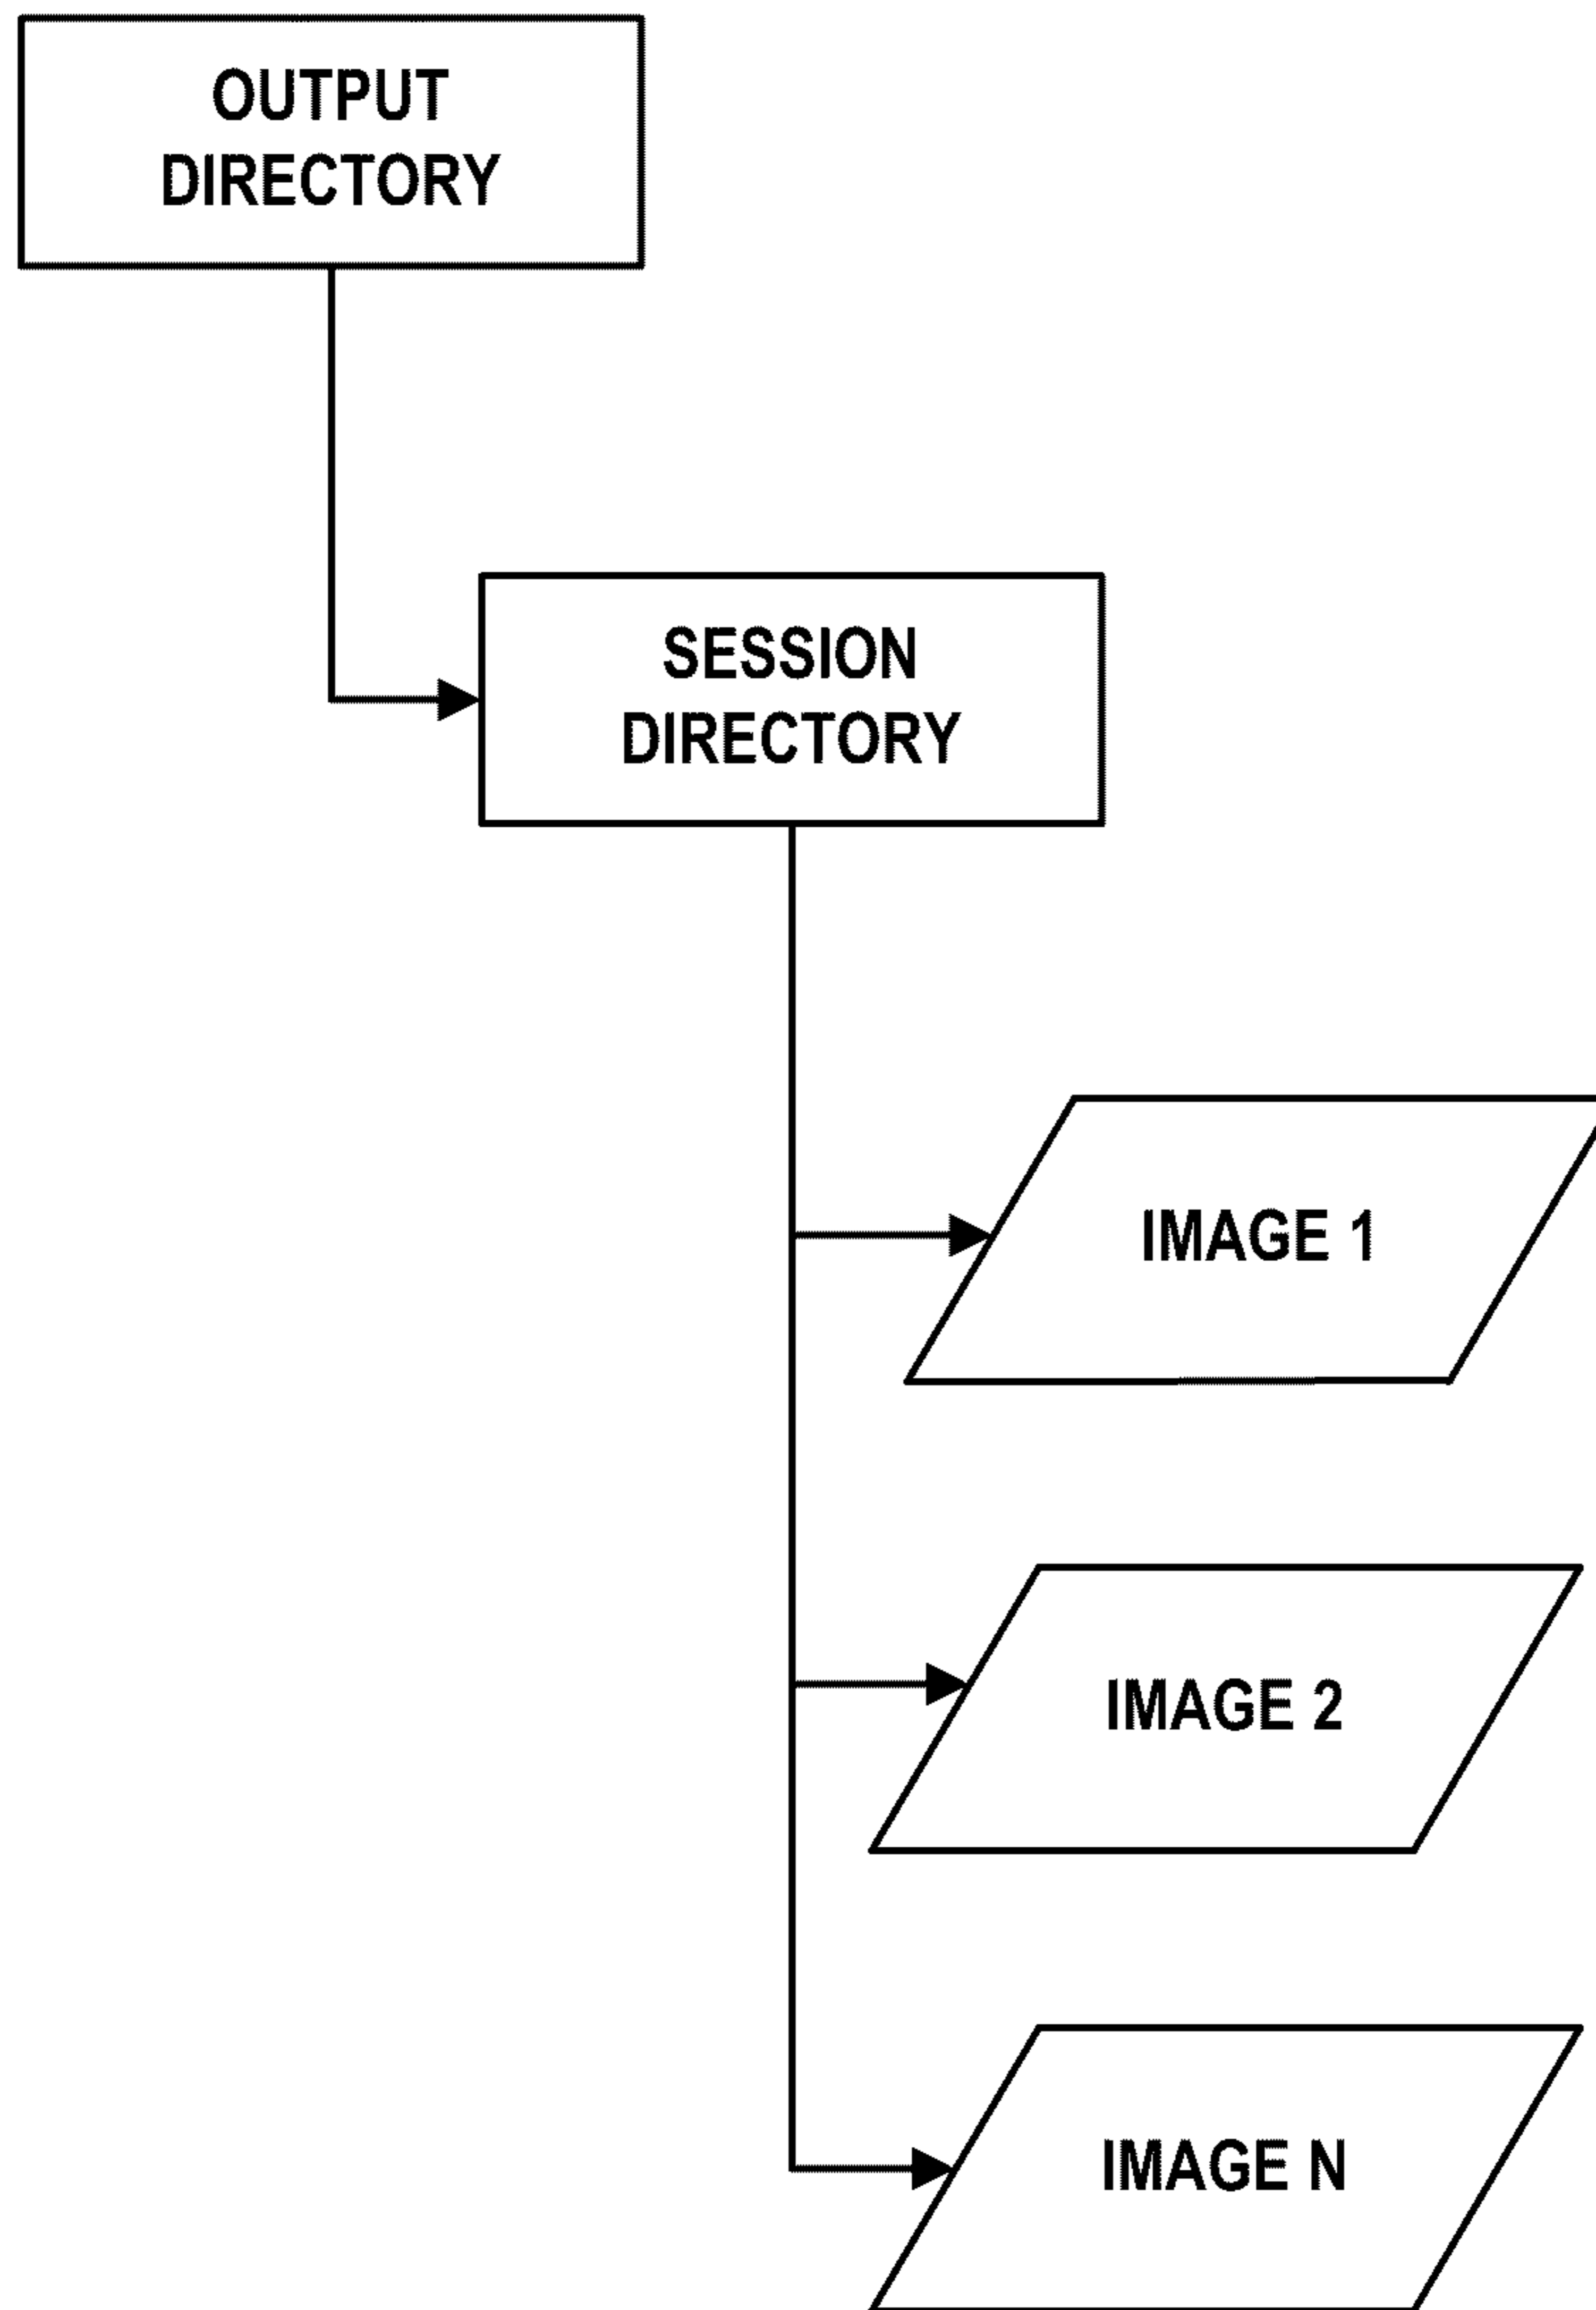 OUTPUT
DIRECTORY
SESSION
DIRECTORY
IMAGE 1
IMAGE 2
IMAGE N